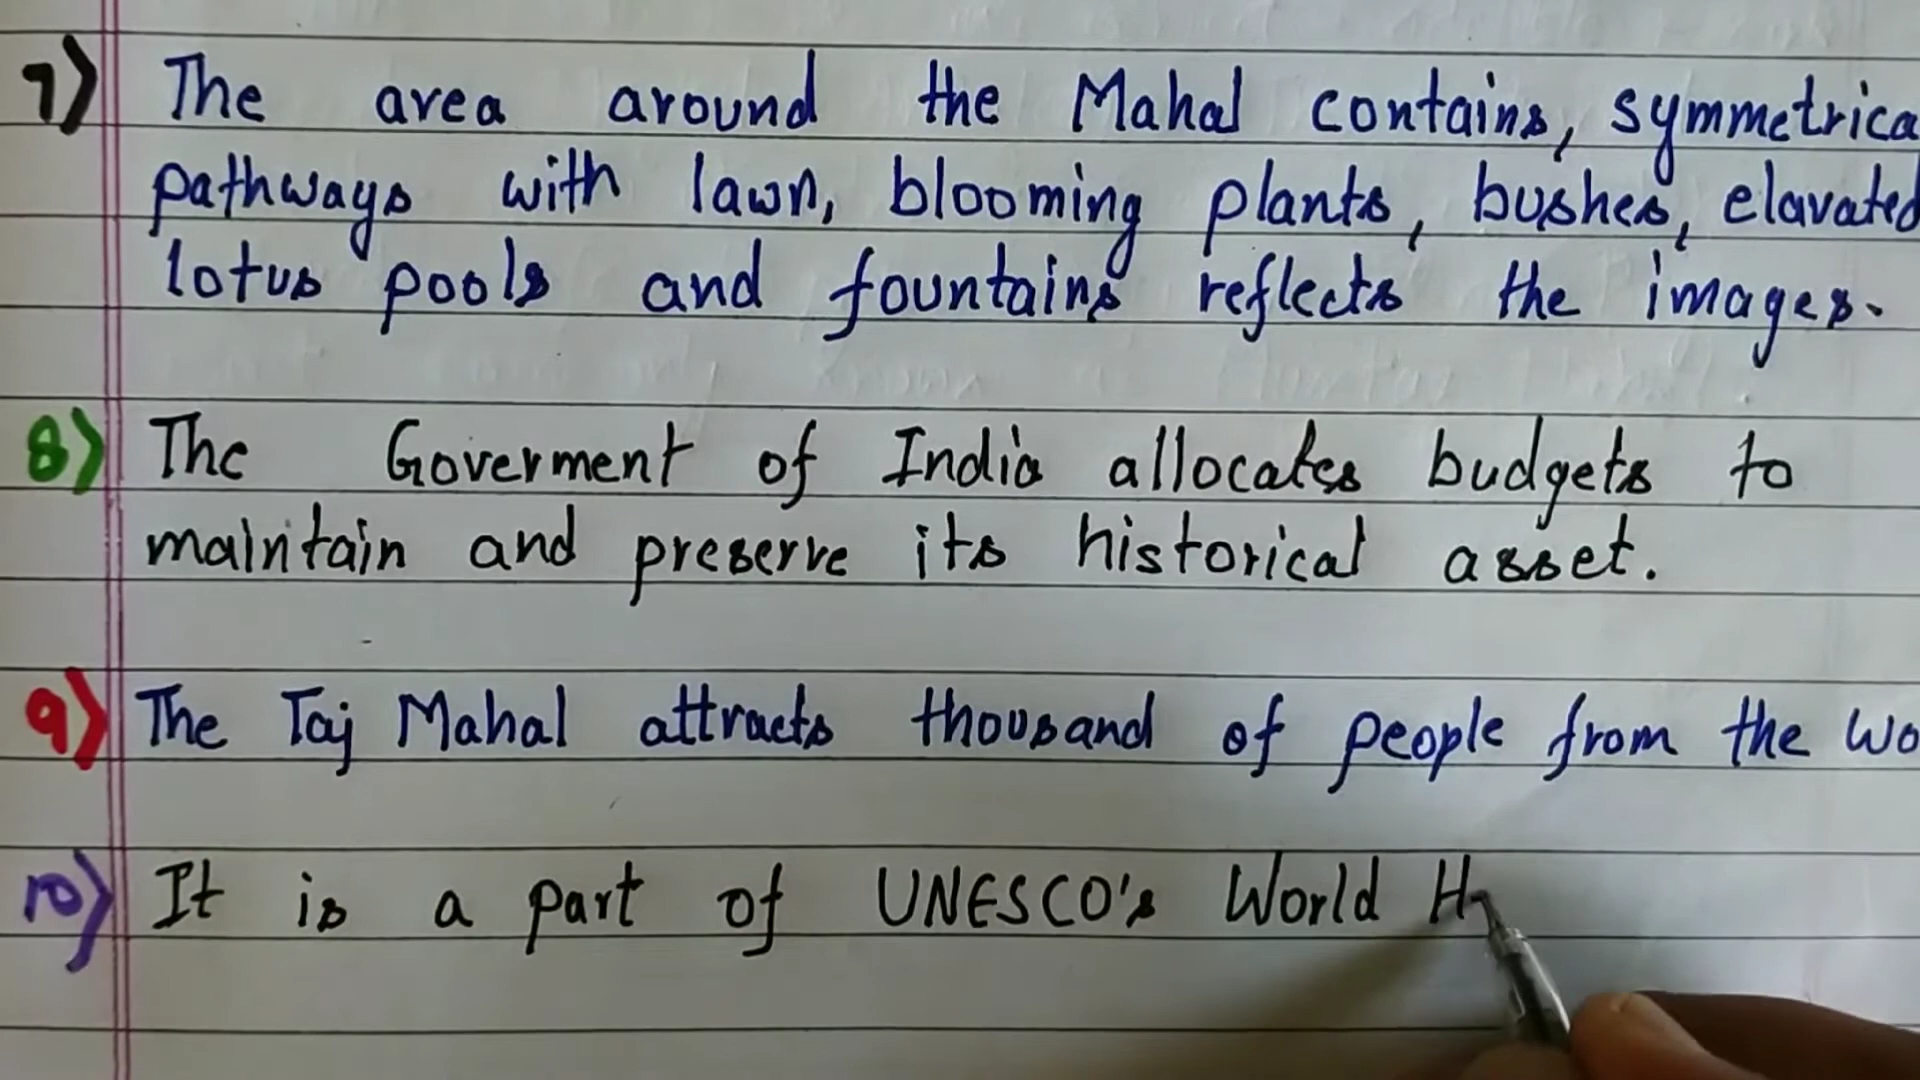 7) The area around the Mahal contains, symmetrica
pathways with lawn, blooming plants, bushes, elavated
lotus pools and fountains reflects the images.
8) The Goverment of India allocates budgets to
maintain and preserve its historical asset.
9) The Taj Mahal attracts thousand of people from the wo
10) It is a part of UNESCO's World H